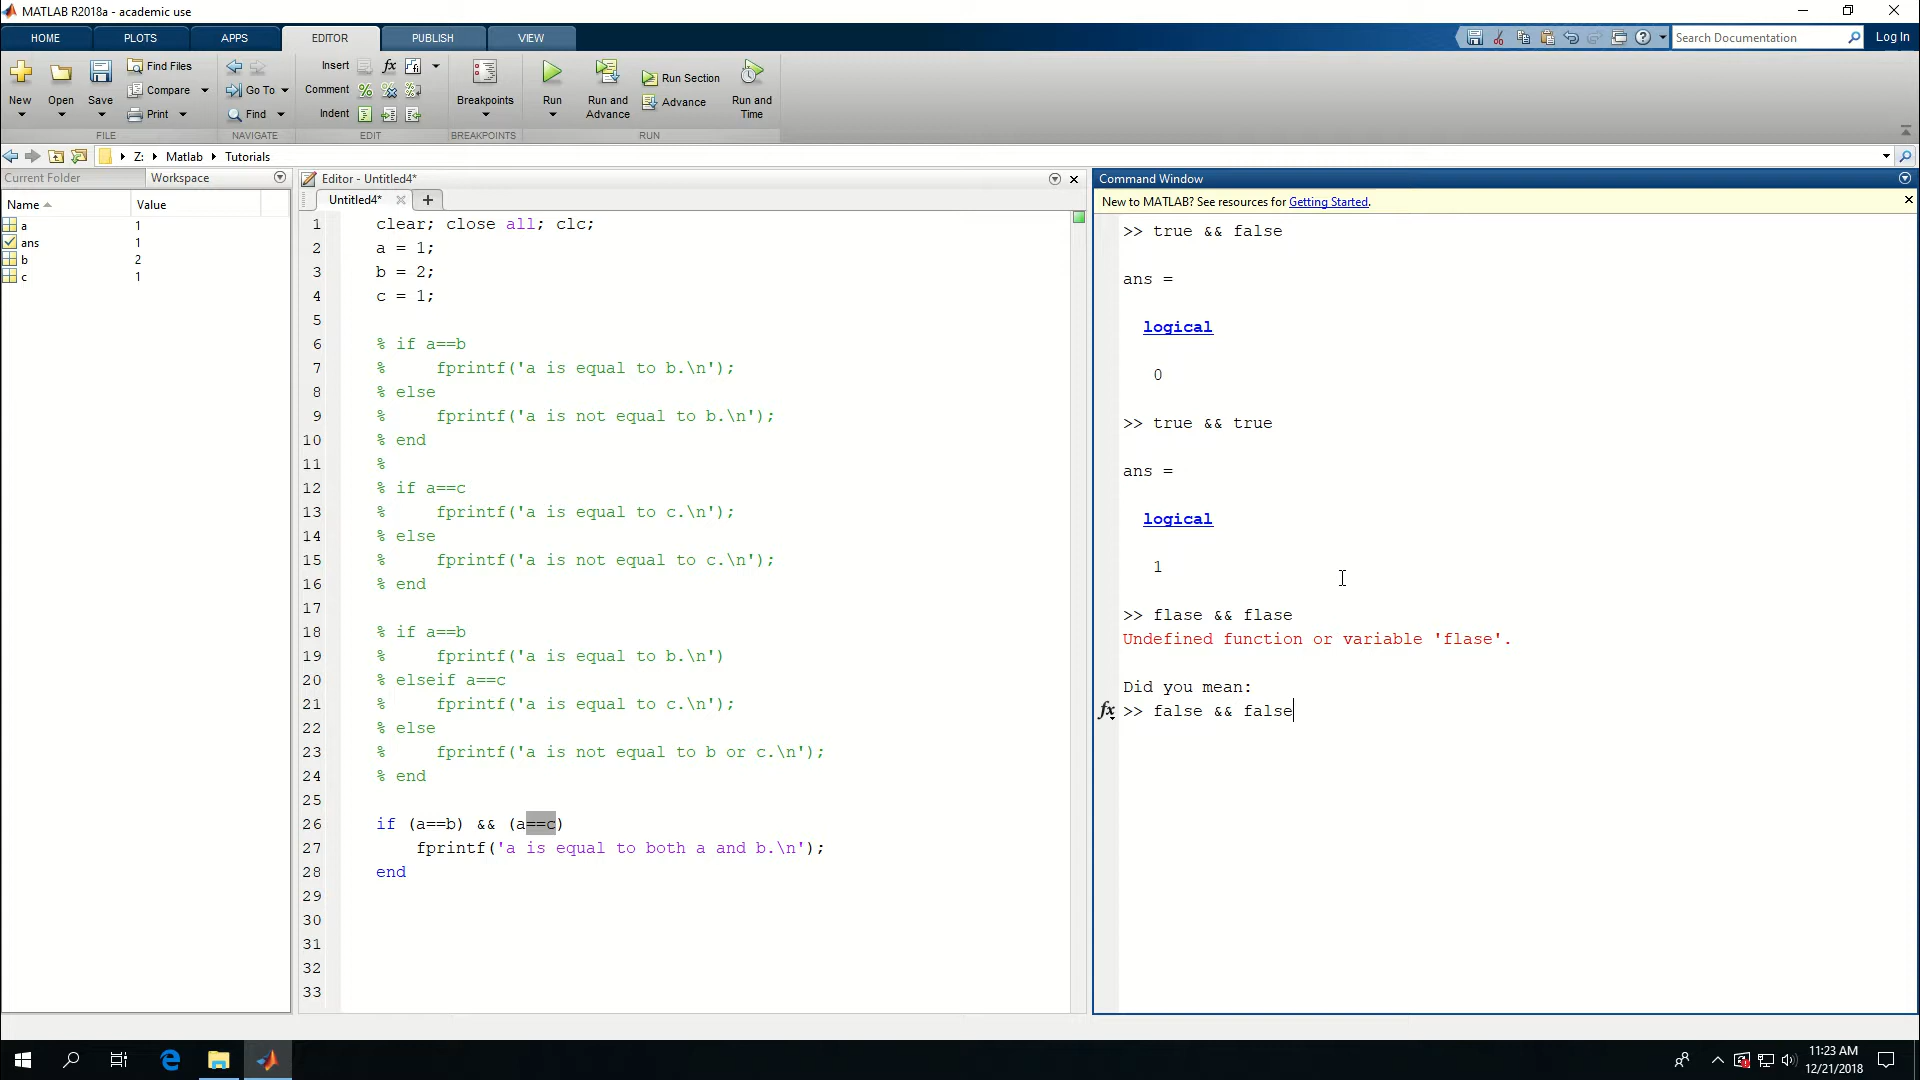 MATLAB R2018a - academic use
HOME PLOTS APPS EDITOR PUBLISH VIEW
Search Documentation
Log In
New Open Save
Find Files
Compare
Print
FILE
Go To
Find
NAVIGATE
Insert fx
Comment
Indent
EDIT
Breakpoints
BREAKPOINTS
Run
Run and Advance
Run Section
Advance
Run and Time
RUN
Z: Matlab Tutorials
Current Folder
Workspace
Name Value
a 1
ans 1
b 2
c 1
Editor - Untitled4*
Untitled4*
1 clear; close all; clc;
2 a = 1;
3 b = 2;
4 c = 1;
5
6 % if a==b
7 %     fprintf('a is equal to b.\n');
8 % else
9 %     fprintf('a is not equal to b.\n');
10 % end
11 %
12 % if a==c
13 %     fprintf('a is equal to c.\n');
14 % else
15 %     fprintf('a is not equal to c.\n');
16 % end
17
18 % if a==b
19 %     fprintf('a is equal to b.\n')
20 % elseif a==c
21 %     fprintf('a is equal to c.\n');
22 % else
23 %     fprintf('a is not equal to b or c.\n');
24 % end
25
26 if (a==b) && (a==c)
27     fprintf('a is equal to both a and b.\n');
28 end
29
30
31
32
33
Command Window
New to MATLAB? See resources for Getting Started.
>> true && false
ans =
logical
0
>> true && true
ans =
logical
1
>> flase && flase
Undefined function or variable 'flase'.
Did you mean:
fx >> false && false
11:23 AM
12/21/2018